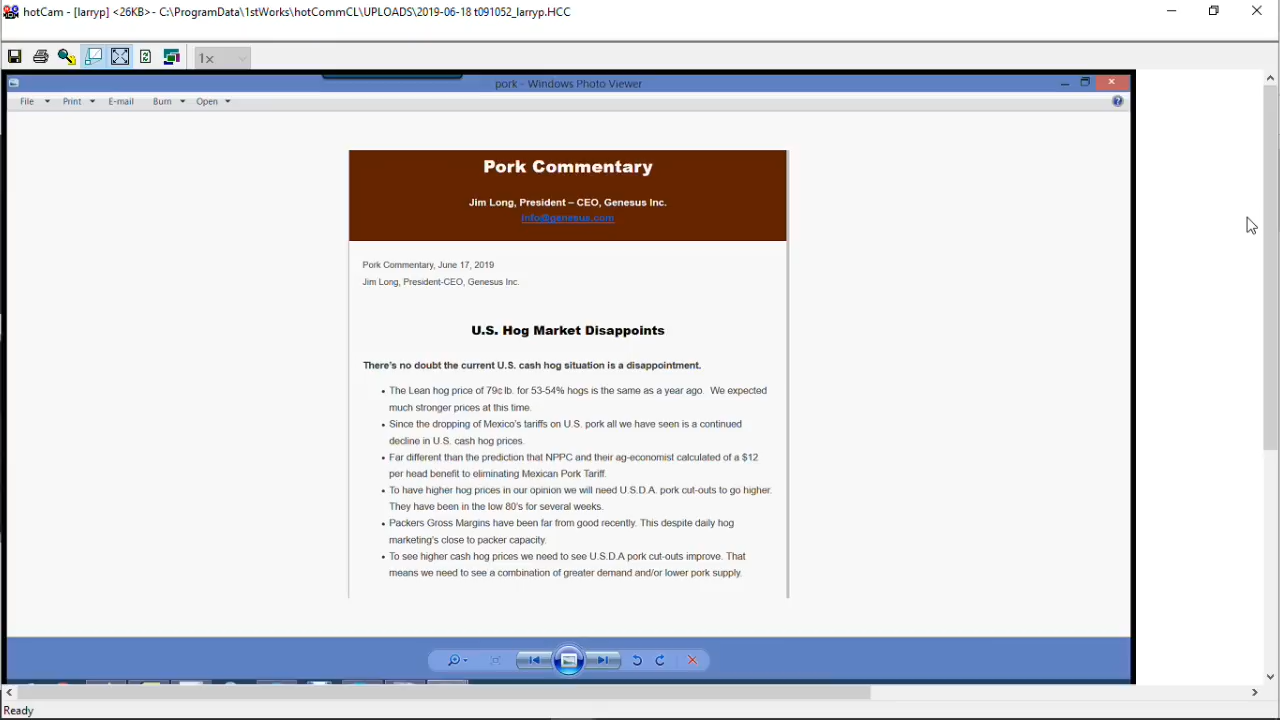 hotCam - [larryp] <26KB> - C:\ProgramData\1stWorks\hotCommCL\UPLOADS\2019-06-18 t091052_larryp.HCC
1x
pork - Windows Photo Viewer
File Print E-mail Burn Open
Pork Commentary
Jim Long, President – CEO, Genesus Inc.
info@genesus.com
Pork Commentary, June 17, 2019
Jim Long, President-CEO, Genesus Inc.
U.S. Hog Market Disappoints
There's no doubt the current U.S. cash hog situation is a disappointment.
• The Lean hog price of 79¢lb. for 53-54% hogs is the same as a year ago. We expected
much stronger prices at this time.
• Since the dropping of Mexico's tariffs on U.S. pork all we have seen is a continued
decline in U.S. cash hog prices.
• Far different than the prediction that NPPC and their ag-economist calculated of a $12
per head benefit to eliminating Mexican Pork Tariff.
• To have higher hog prices in our opinion we will need U.S.D.A. pork cut-outs to go higher.
They have been in the low 80's for several weeks.
• Packers Gross Margins have been far from good recently. This despite daily hog
marketing's close to packer capacity.
• To see higher cash hog prices we need to see U.S.D.A pork cut-outs improve. That
means we need to see a combination of greater demand and/or lower pork supply.
Ready